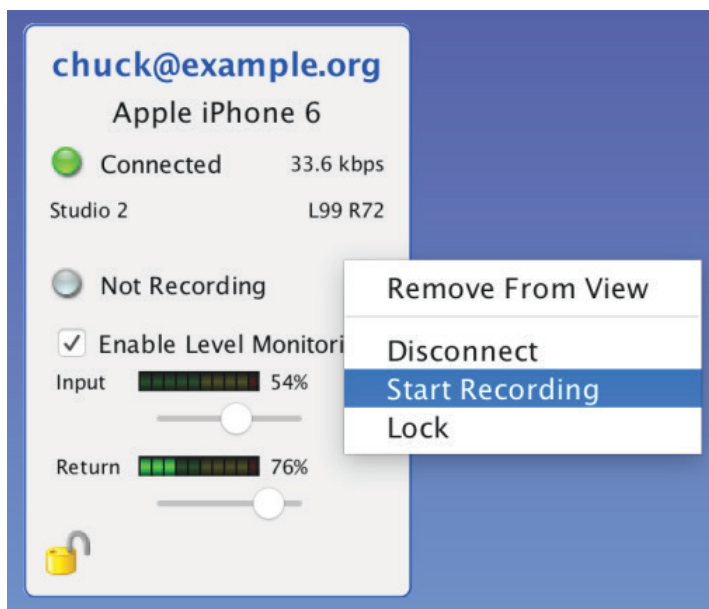 chuck@example.org
Apple iPhone 6
Connected 33.6 kbps
Studio 2 L99 R72
Not Recording
Enable Level Monitori
Input 54%
Return 76%
Remove From View
Disconnect
Start Recording
Lock